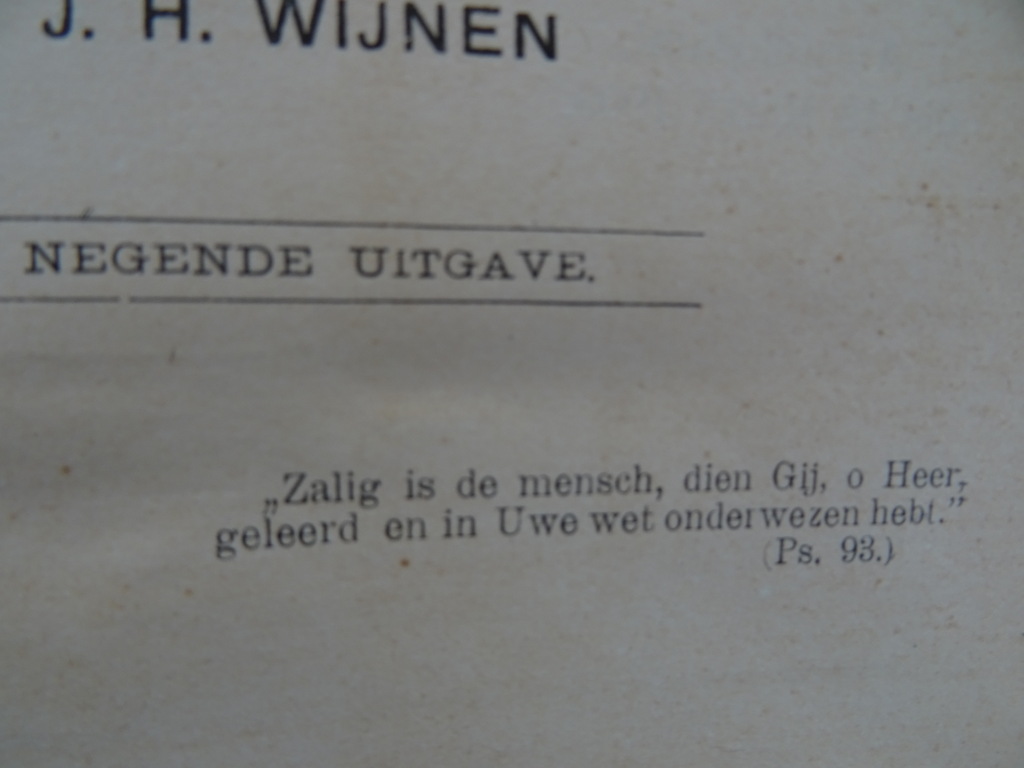 J. H. WIJNEN
NEGENDE UITGAVE.
„Zalig is de mensch, dien Gij, o Heer,
geleerd en in Uwe wet onderwezen hebt.”
(Ps. 93.)